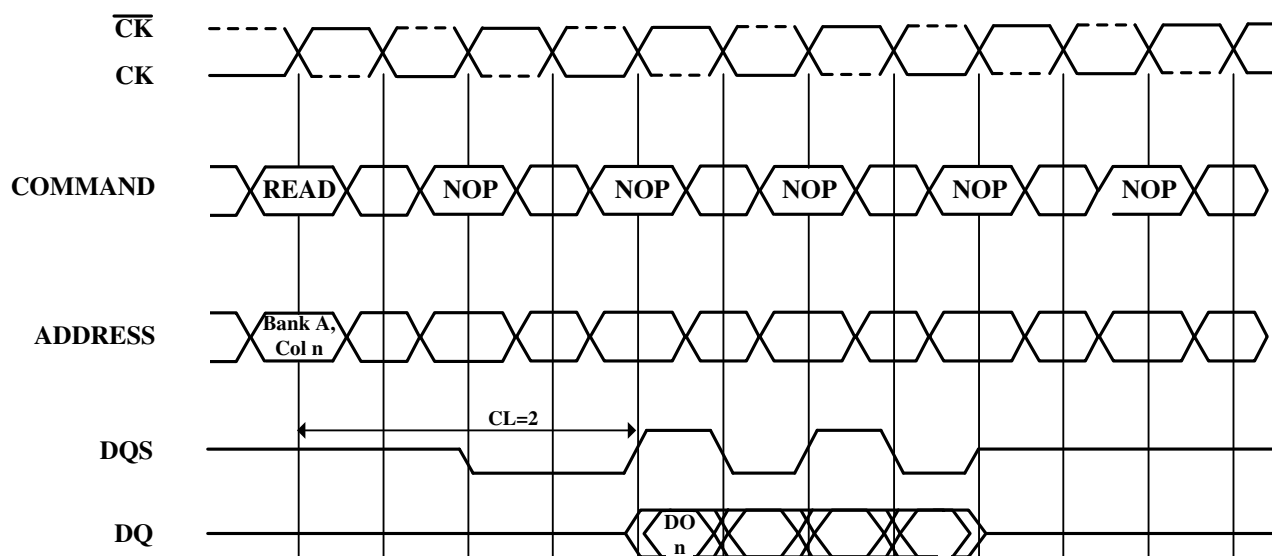 CK
CK
COMMAND
READ
NOP
NOP
NOP
NOP
NOP
ADDRESS
Bank A,
Col n
CL=2
DQS
DQ
DO
n